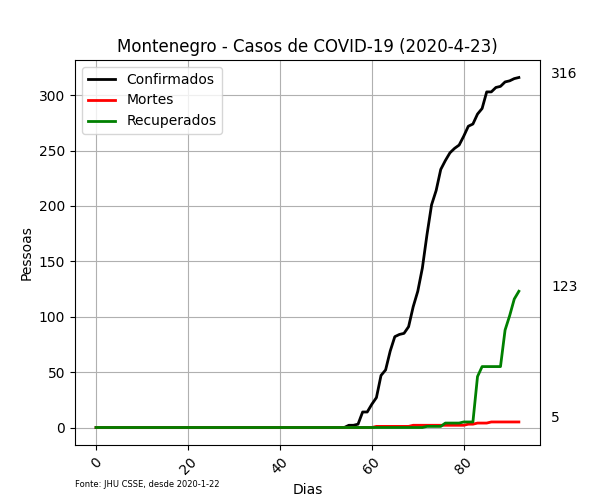 Montenegro - Casos de COVID-19 (2020-4-23)
Confirmados
Mortes
Recuperados
316
123
5
300
250
200
150
100
50
0
Pessoas
0
20
40
60
80
Dias
Fonte: JHU CSSE, desde 2020-1-22